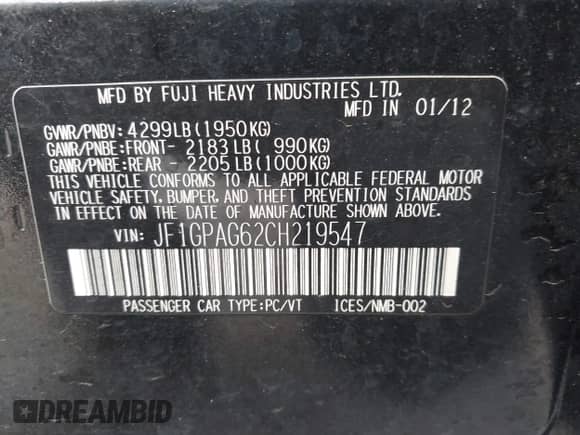 MFD BY FUJI HEAVY INDUSTRIES LTD.
MFD IN 01/12
GVWR/PNBV: 4299LB(1950KG)
GAWR/PNBE:FRONT- 2183LB( 990KG)
GAWR/PNBE:REAR - 2205LB(1000KG)
THIS VEHICLE CONFORMS TO ALL APPLICABLE FEDERAL MOTOR
VEHICLE SAFETY, BUMPER, AND THEFT PREVENTION STANDARDS
IN EFFECT ON THE DATE OF MANUFACTURE SHOWN ABOVE.
VIN: JF1GPAG62CH219547
PASSENGER CAR TYPE:PC/VT ICES/NMB-002
DREAMBID